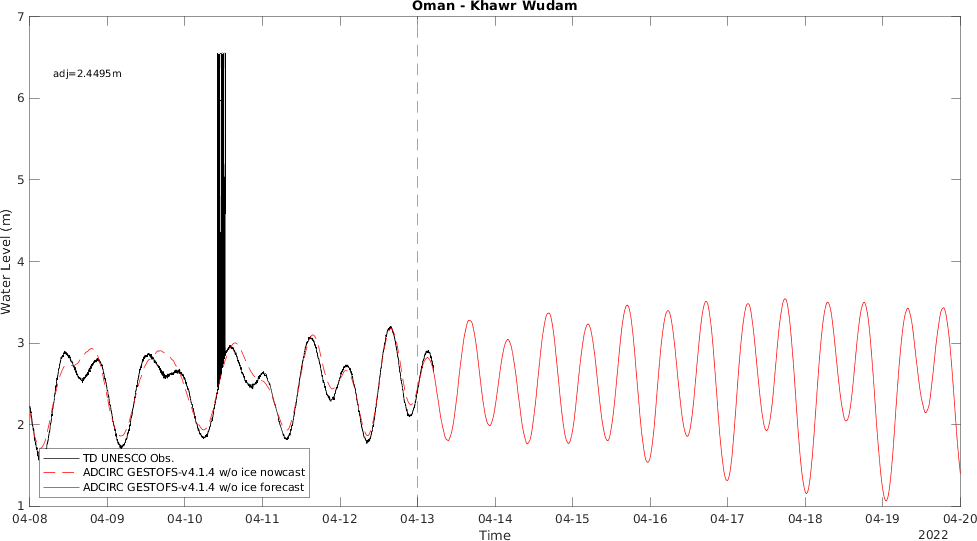 Oman - Khawr Wudam
7
adj=2.4495m
6
5
4
3
2
1
Water Level (m)
TD UNESCO Obs.
ADCIRC GESTOFS-v4.1.4 w/o ice nowcast
ADCIRC GESTOFS-v4.1.4 w/o ice forecast
04-08 04-09 04-10 04-11 04-12 04-13 04-14 04-15 04-16 04-17 04-18 04-19 04-20
Time
2022